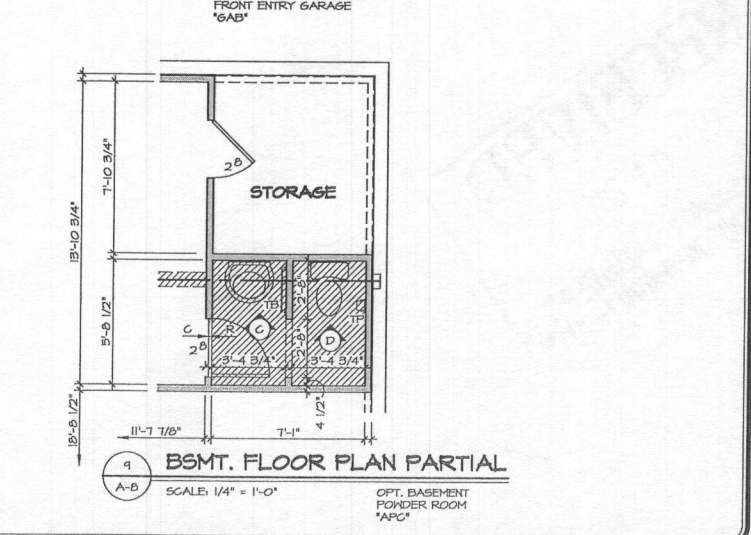 FRONT ENTRY GARAGE
"GAB"
7'-10 3/4"
13'-10 3/4"
2⁸
STORAGE
5'-8 1/2"
2'-8"
TB
TP
C
R
C
D
2⁸
2'-8"
3'-4 3/4"
3'-4 3/4"
18'-8 1/2"
4 1/2"
11'-7 7/8"
7'-1"
9
A-8
BSMT. FLOOR PLAN PARTIAL
SCALE: 1/4" = 1'-0"
OPT. BASEMENT
POWDER ROOM
"APC"